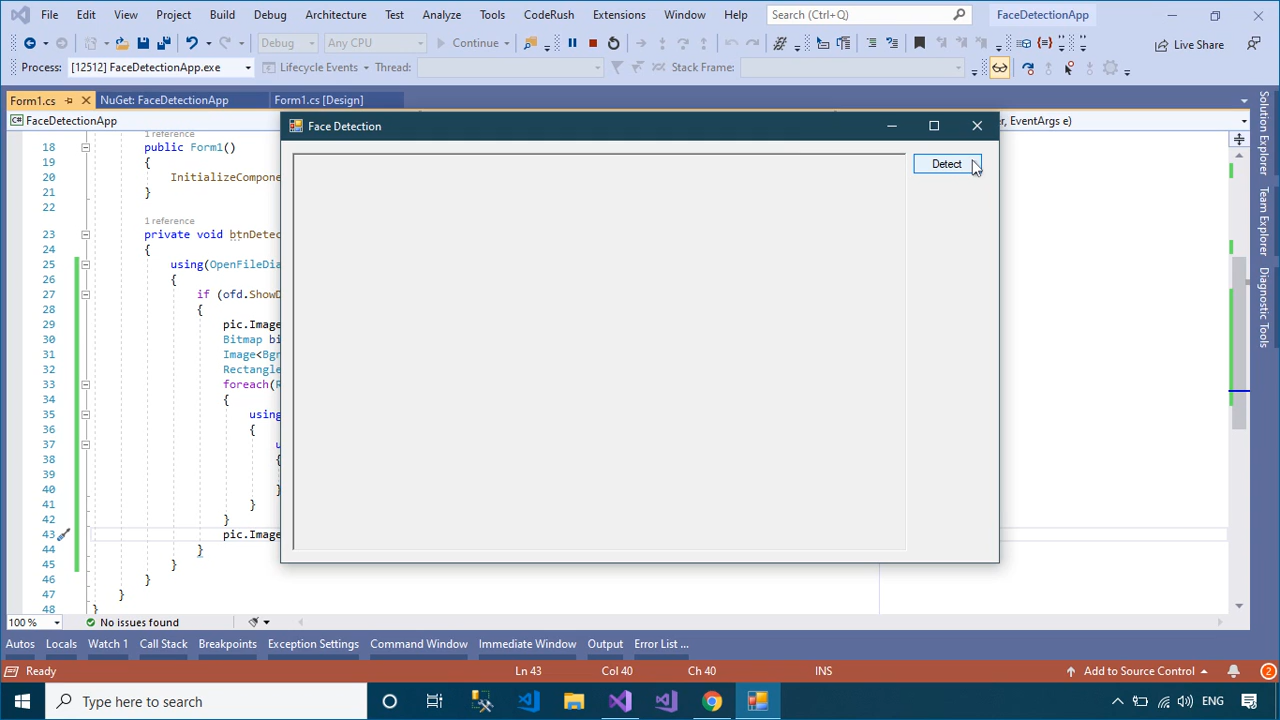 File Edit View Project Build Debug Architecture Test Analyze Tools CodeRush Extensions Window Help Search (Ctrl+Q) FaceDetectionApp
Debug Any CPU Continue Live Share
Process: [12512] FaceDetectionApp.exe Lifecycle Events Thread: Stack Frame:
Form1.cs NuGet: FaceDetectionApp Form1.cs [Design]
FaceDetectionApp er, EventArgs e)
Face Detection
Detect
1 reference
18 public Form1()
19 {
20 InitializeCompone
21 }
22
1 reference
23 private void btnDetec
24 {
25 using(OpenFileDia
26 {
27 if (ofd.ShowD
28 {
29 pic.Image
30 Bitmap bi
31 Image<Bgr
32 Rectangle
33 foreach(R
34 {
35 using
36 {
37 u
38 {
39
40 }
41 }
42 }
43 pic.Image
44 }
45 }
46 }
47 }
48 }
Solution Explorer
Team Explorer
Diagnostic Tools
100 % No issues found
Autos Locals Watch 1 Call Stack Breakpoints Exception Settings Command Window Immediate Window Output Error List ...
Ready Ln 43 Col 40 Ch 40 INS Add to Source Control 2
Type here to search ENG